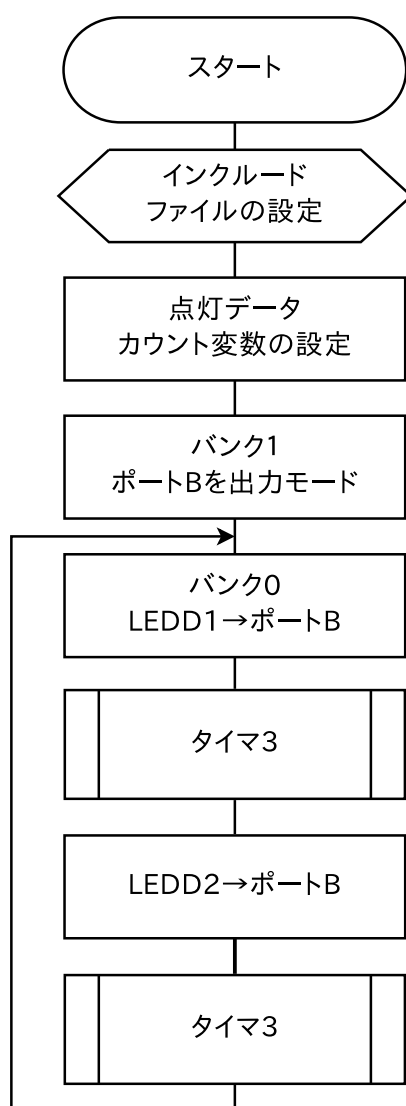 スタート
インクルード
ファイルの設定
点灯データ
カウント変数の設定
バンク1
ポートBを出力モード
バンク0
LEDD1→ポートB
タイマ3
LEDD2→ポートB
タイマ3